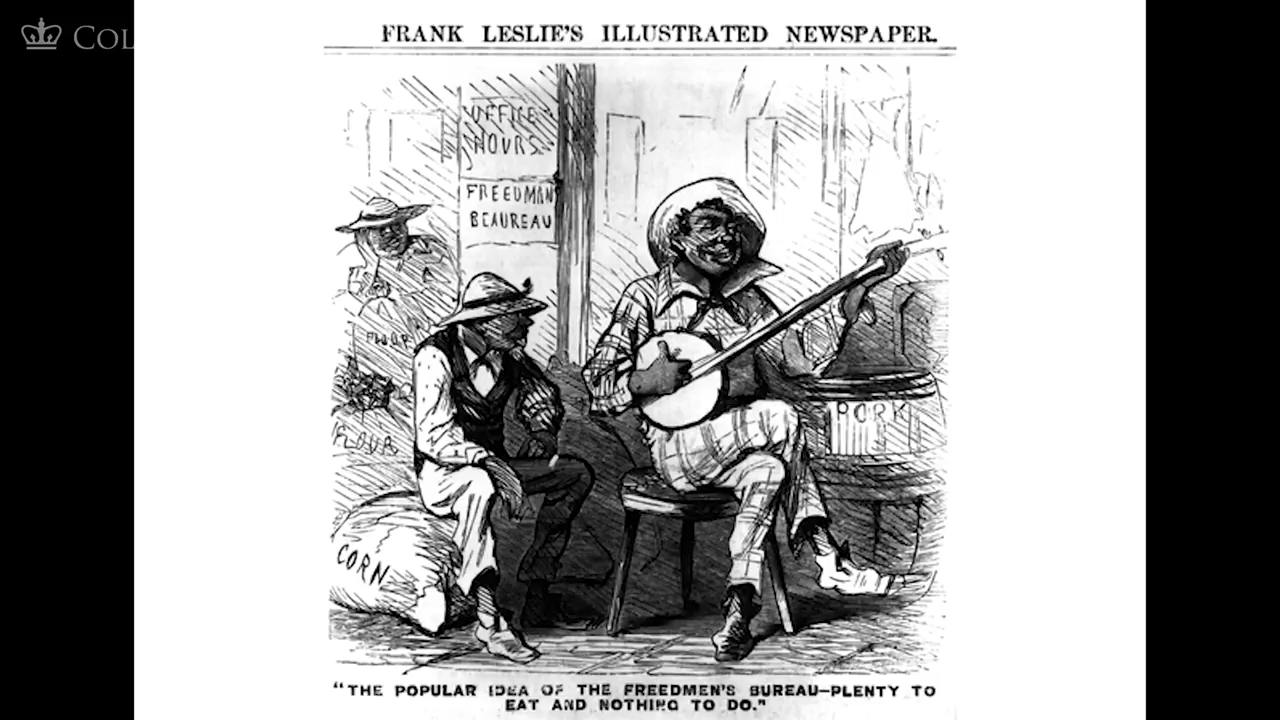 COL
FRANK LESLIE'S ILLUSTRATED NEWSPAPER.
OFFICE
HOURS
FREEDMAN
BEAUREAU
FLOUR
FLOUR
PORK
CORN
"THE POPULAR IDEA OF THE FREEDMEN'S BUREAU—PLENTY TO
EAT AND NOTHING TO DO."